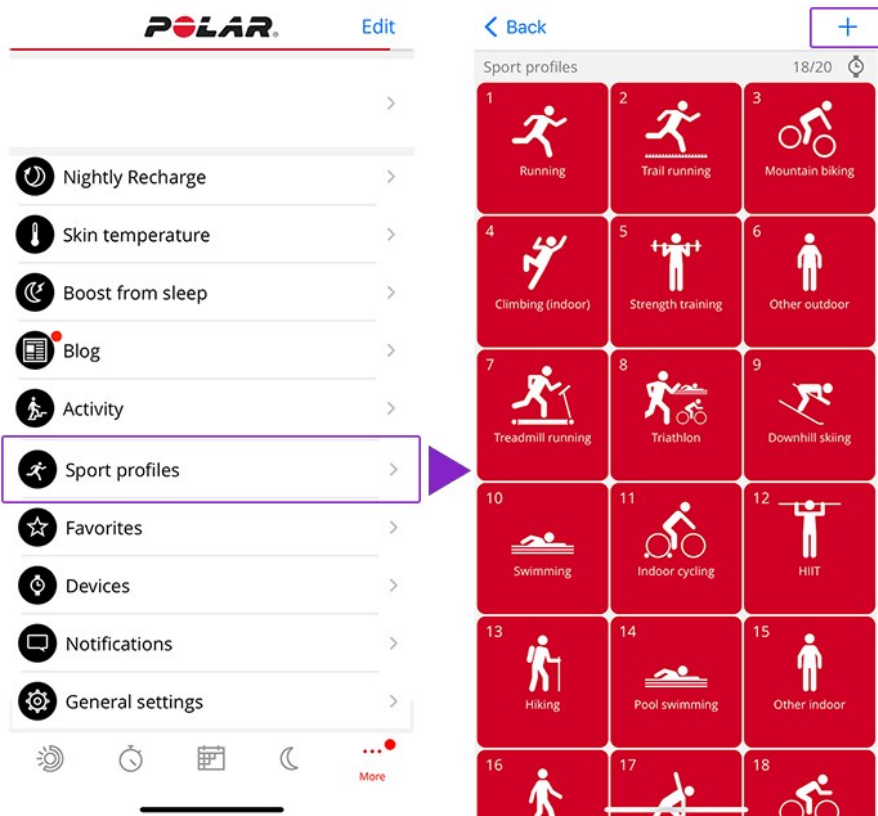 POLAR.
Edit
Nightly Recharge
Skin temperature
Boost from sleep
Blog
Activity
Sport profiles
Favorites
Devices
Notifications
General settings
More
Back
+
Sport profiles 18/20
1 2 3
Running Trail running Mountain biking
4 5 6
Climbing (indoor) Strength training Other outdoor
7 8 9
Treadmill running Triathlon Downhill skiing
10 11 12
Swimming Indoor cycling HIIT
13 14 15
Hiking Pool swimming Other indoor
16 17 18